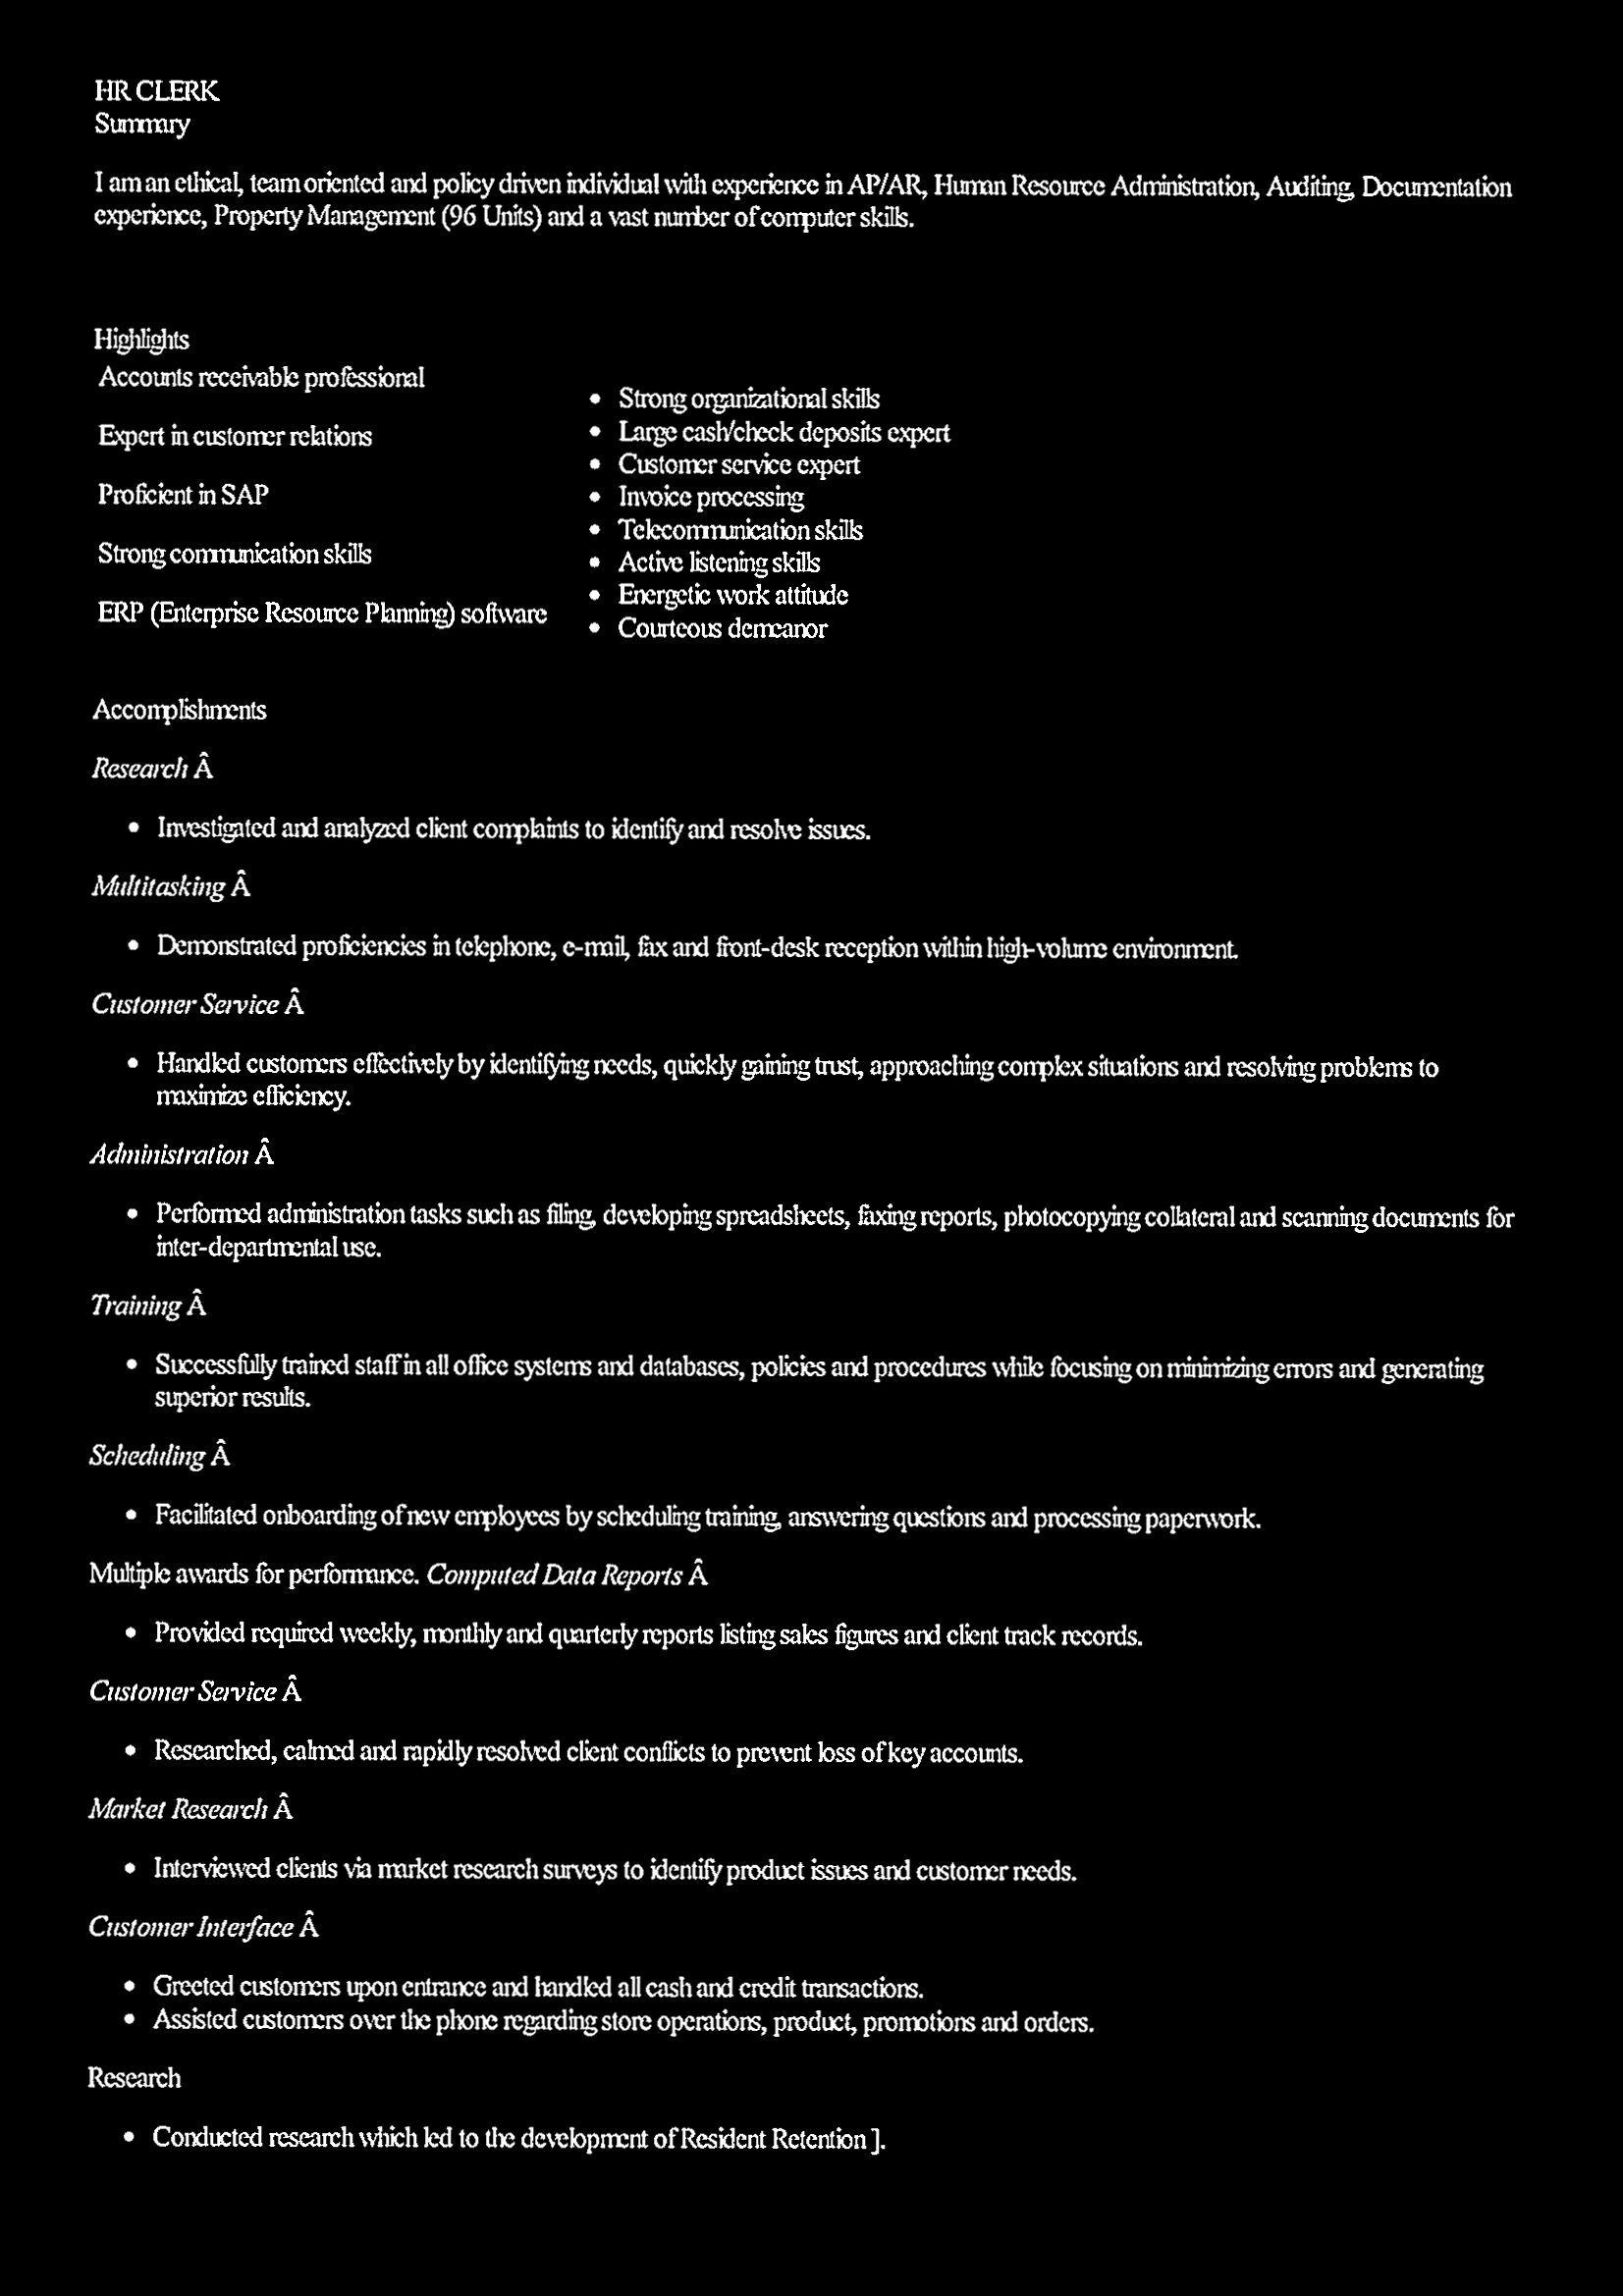 HR CLERK
Summary
I am an ethical, team oriented and policy driven individual with experience in AP/AR, Human Resource Administration, Auditing, Documentation
experience, Property Management (96 Units) and a vast number of computer skills.
Highlights
Accounts receivable professional
Expert in customer relations
Proficient in SAP
Strong communication skills
ERP (Enterprise Resource Planning) software
• Strong organizational skills
• Large cash/check deposits expert
• Customer service expert
• Invoice processing
• Telecommunication skills
• Active listening skills
• Energetic work attitude
• Courteous demeanor
Accomplishments
Research Â
• Investigated and analyzed client complaints to identify and resolve issues.
Multitasking Â
• Demonstrated proficiencies in telephone, e-mail, fax and front-desk reception within high-volume environment.
Customer Service Â
• Handled customers effectively by identifying needs, quickly gaining trust, approaching complex situations and resolving problems to
maximize efficiency.
Administration Â
• Performed administration tasks such as filing, developing spreadsheets, faxing reports, photocopying collateral and scanning documents for
inter-departmental use.
Training Â
• Successfully trained staff in all office systems and databases, policies and procedures while focusing on minimizing errors and generating
superior results.
Scheduling Â
• Facilitated onboarding of new employees by scheduling training, answering questions and processing paperwork.
Multiple awards for performance. Computed Data Reports Â
• Provided required weekly, monthly and quarterly reports listing sales figures and client track records.
Customer Service Â
• Researched, calmed and rapidly resolved client conflicts to prevent loss of key accounts.
Market Research Â
• Interviewed clients via market research surveys to identify product issues and customer needs.
Customer Interface Â
• Greeted customers upon entrance and handled all cash and credit transactions.
• Assisted customers over the phone regarding store operations, product, promotions and orders.
Research
• Conducted research which led to the development of Resident Retention ].